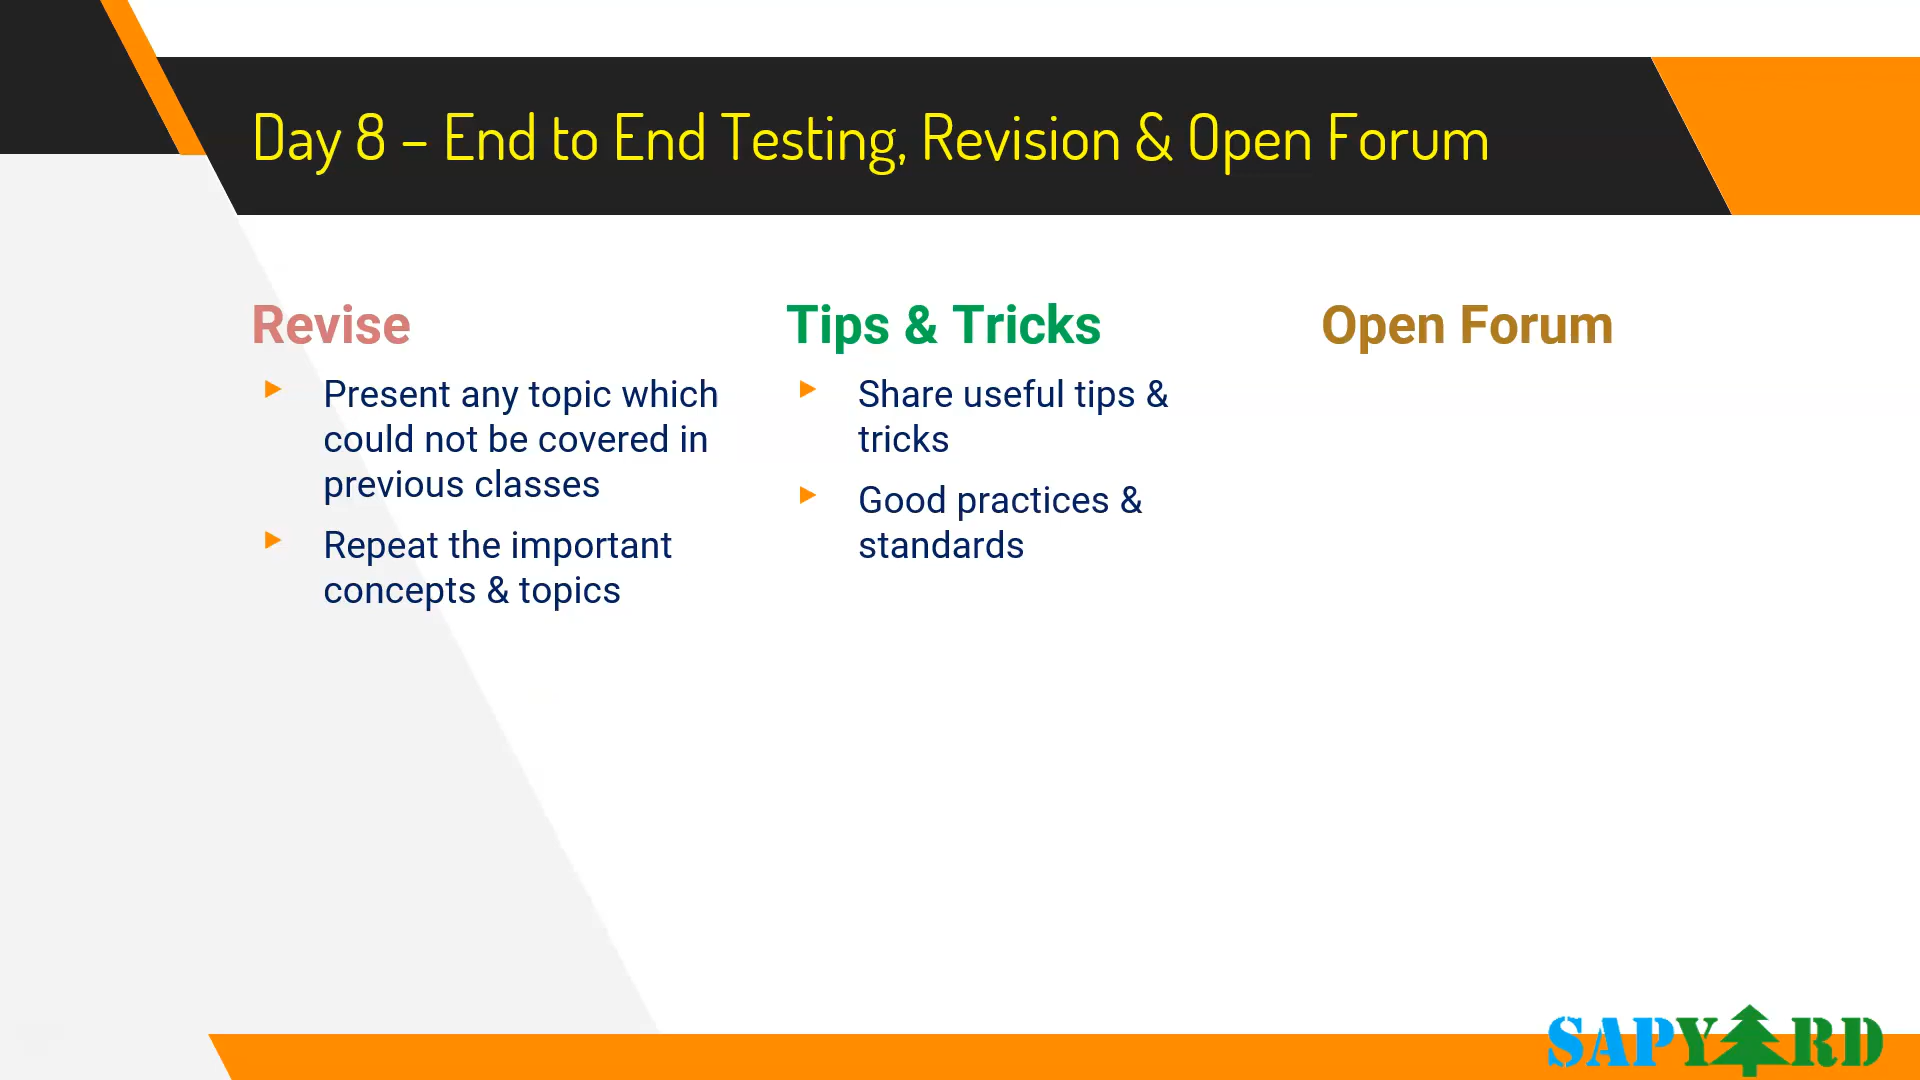 Day 8 – End to End Testing, Revision & Open Forum
Revise
Present any topic which
could not be covered in
previous classes
Repeat the important
concepts & topics
Tips & Tricks
Share useful tips &
tricks
Good practices &
standards
Open Forum
SAPYARD